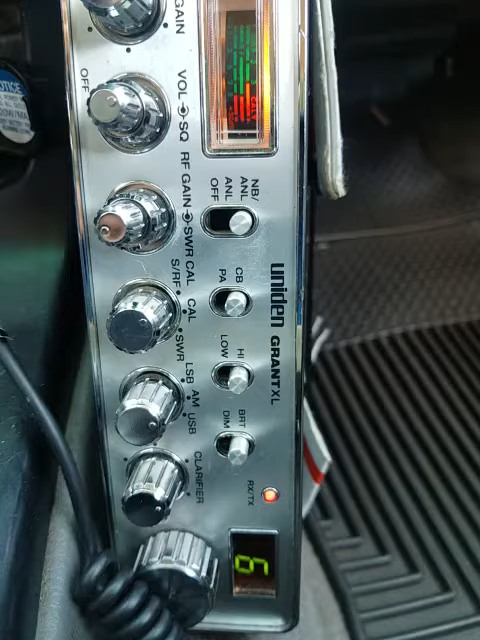 uniden GRANT XL
NB/
ANL
ANL
OFF
CB
PA
HI
LOW
BRT
DIM
RX/TX
CAL
GAIN
VOL SQ
OFF
RF GAIN SWR CAL
S/RF
CAL
SWR
LSB
AM
USB
CLARIFIER